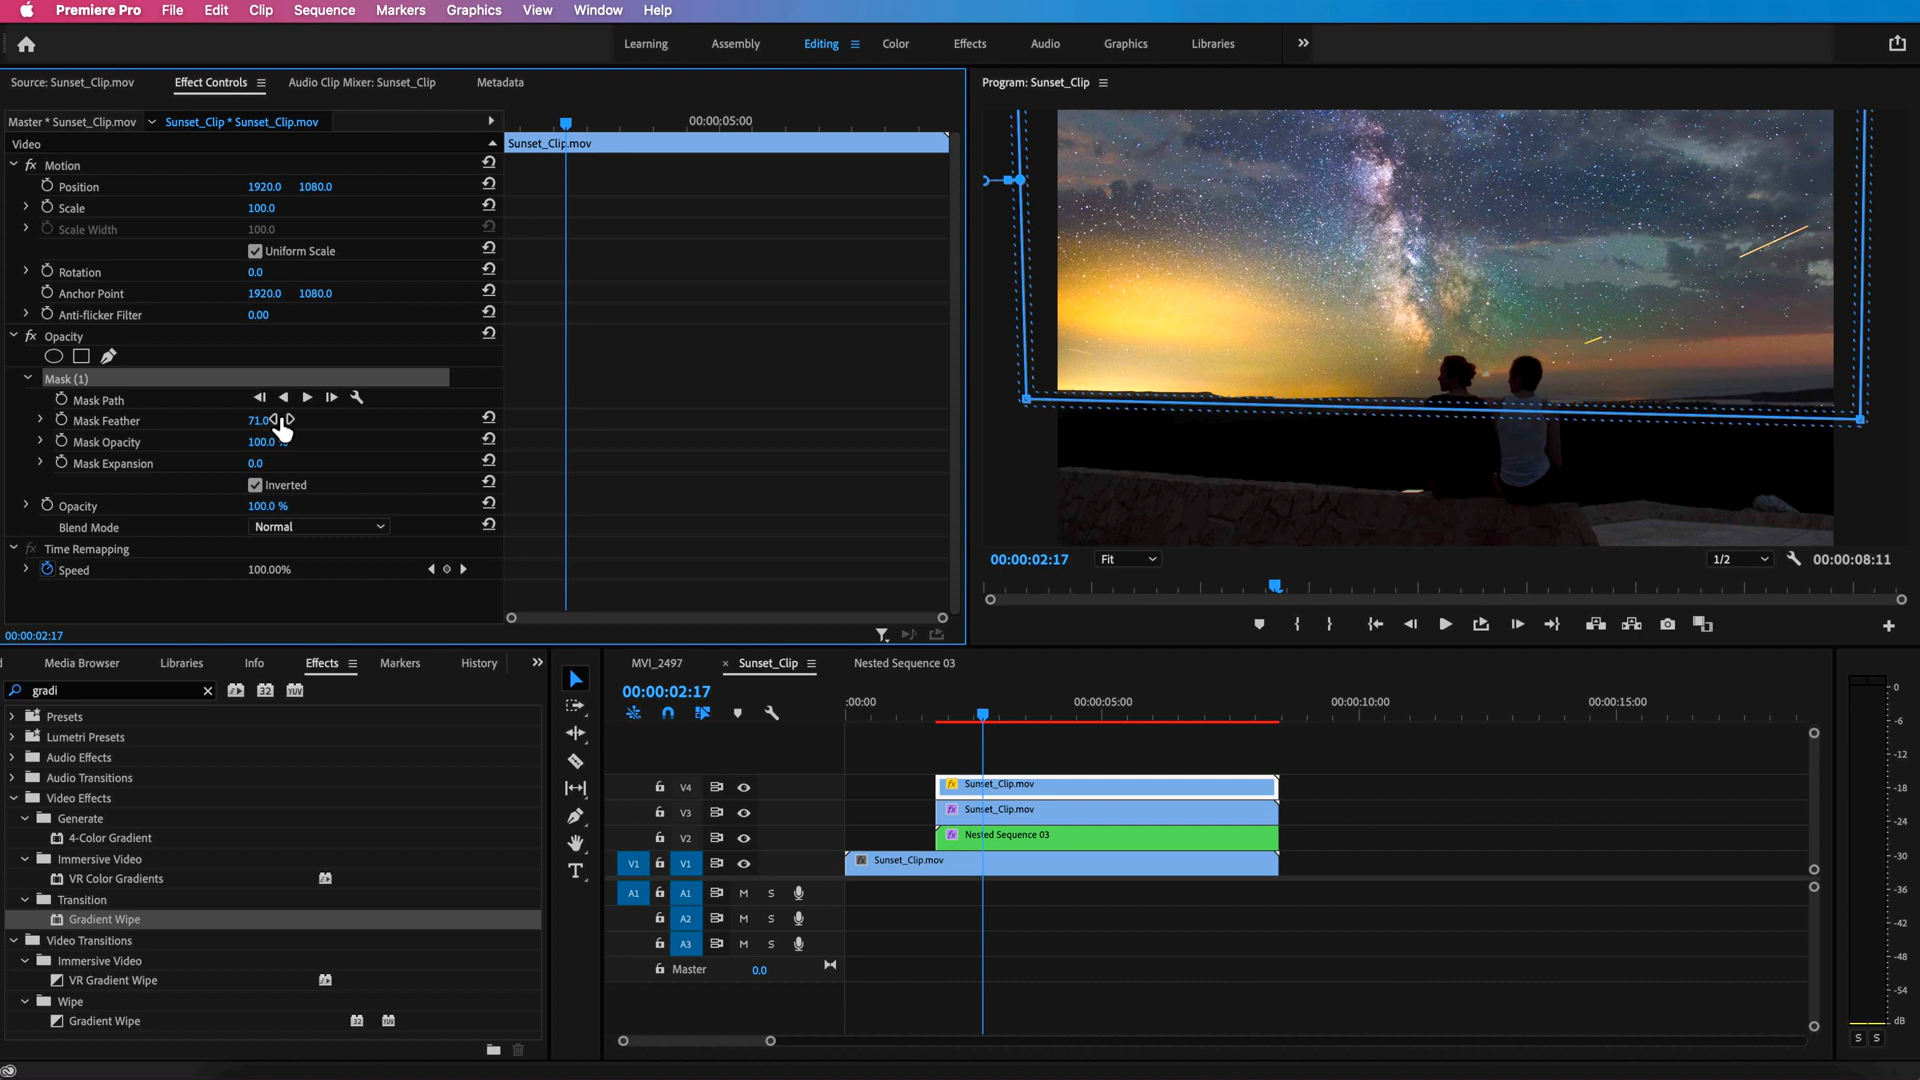 Premiere Pro File Edit Clip Sequence Markers Graphics View Window Help
Learning Assembly Editing Color Effects Audio Graphics Libraries
Source: Sunset_Clip.mov Effect Controls Audio Clip Mixer: Sunset_Clip Metadata
Program: Sunset_Clip
Master * Sunset_Clip.mov Sunset_Clip * Sunset_Clip.mov 00:00:05:00
Video Sunset_Clip.mov
fx Motion
Position 1920.0 1080.0
Scale 100.0
Scale Width 100.0
Uniform Scale
Rotation 0.0
Anchor Point 1920.0 1080.0
Anti-flicker Filter 0.00
fx Opacity
Mask (1)
Mask Path
Mask Feather 71.0
Mask Opacity 100.0
Mask Expansion 0.0
Inverted
Opacity 100.0 %
Blend Mode Normal
fx Time Remapping
Speed 100.00%
00:00:02:17
00:00:02:17 Fit 1/2 00:00:08:11
Media Browser Libraries Info Effects Markers History
gradi 32 YUV
Presets
Lumetri Presets
Audio Effects
Audio Transitions
Video Effects
Generate
4-Color Gradient
Immersive Video
VR Color Gradients
Transition
Gradient Wipe
Video Transitions
Immersive Video
VR Gradient Wipe
Wipe
Gradient Wipe 32 YUV
MVI_2497 × Sunset_Clip Nested Sequence 03
00:00:02:17
:00:00 00:00:05:00 00:00:10:00 00:00:15:00
V4 fx Sunset_Clip.mov
V3 fx Sunset_Clip.mov
V2 fx Nested Sequence 03
V1 V1 fx Sunset_Clip.mov
A1 A1 M S
A2 M S
A3 M S
Master 0.0
0
-6
-12
-18
-24
-30
-36
-42
-48
-54
dB
S S